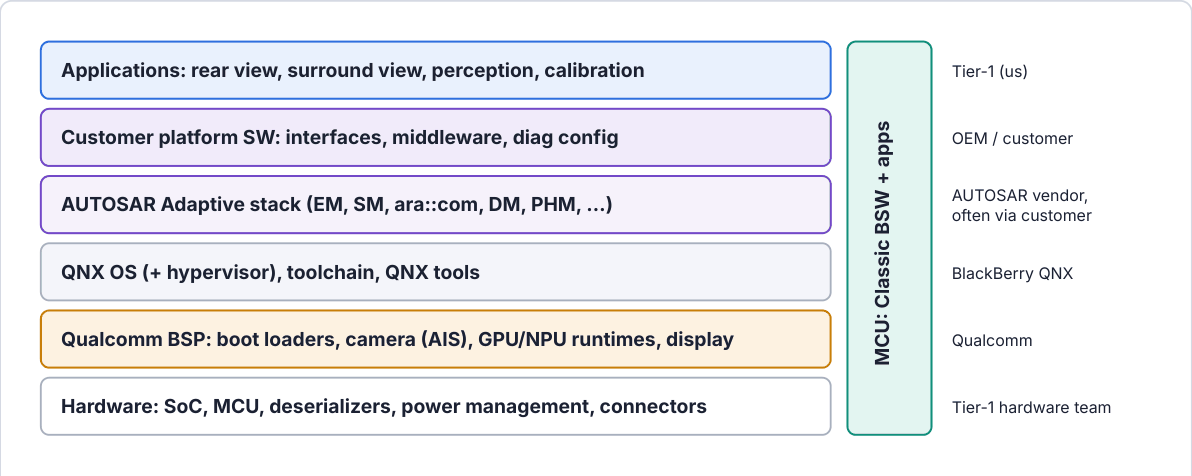 Applications: rear view, surround view, perception, calibration
Tier-1 (us)
Customer platform SW: interfaces, middleware, diag config
OEM / customer
AUTOSAR Adaptive stack (EM, SM, ara::com, DM, PHM, …)
AUTOSAR vendor,
often via customer
QNX OS (+ hypervisor), toolchain, QNX tools
BlackBerry QNX
Qualcomm BSP: boot loaders, camera (AIS), GPU/NPU runtimes, display
Qualcomm
Hardware: SoC, MCU, deserializers, power management, connectors
Tier-1 hardware team
MCU: Classic BSW + apps